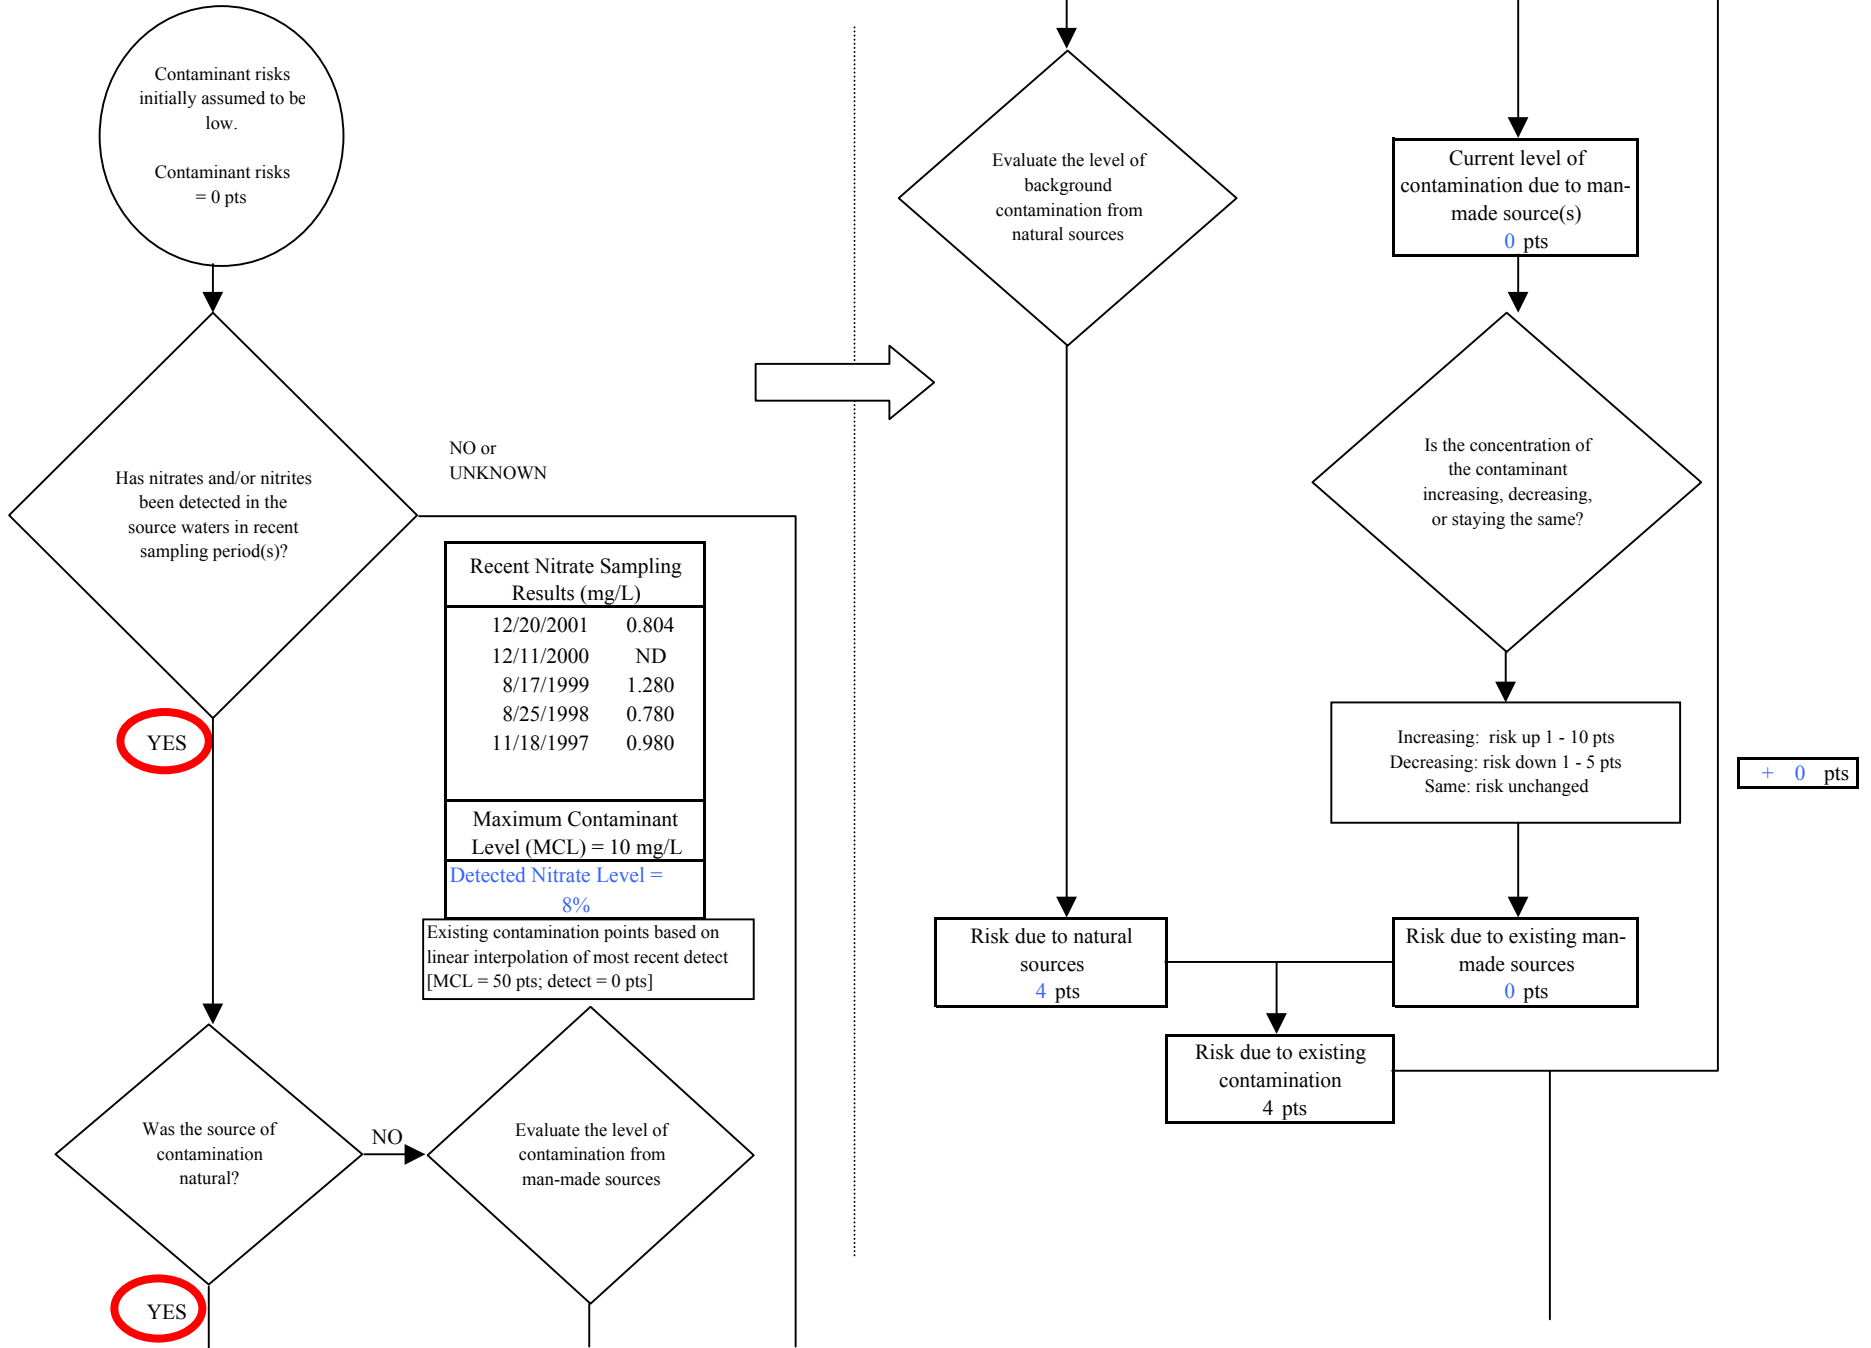 Contaminant risks
initially assumed to be
low.
Contaminant risks
= 0 pts
Has nitrates and/or nitrites
been detected in the
source waters in recent
sampling period(s)?
NO or
UNKNOWN
YES
Recent Nitrate Sampling
Results (mg/L)
12/20/2001 0.804
12/11/2000 ND
8/17/1999 1.280
8/25/1998 0.780
11/18/1997 0.980
Maximum Contaminant
Level (MCL) = 10 mg/L
Detected Nitrate Level =
8%
Existing contamination points based on
linear interpolation of most recent detect
[MCL = 50 pts; detect = 0 pts]
Was the source of
contamination
natural?
NO
Evaluate the level of
contamination from
man-made sources
YES
Evaluate the level of
background
contamination from
natural sources
Current level of
contamination due to man-
made source(s)
0 pts
Is the concentration of
the contaminant
increasing, decreasing,
or staying the same?
Increasing: risk up 1 - 10 pts
Decreasing: risk down 1 - 5 pts
Same: risk unchanged
+ 0 pts
Risk due to natural
sources
4 pts
Risk due to existing man-
made sources
0 pts
Risk due to existing
contamination
4 pts